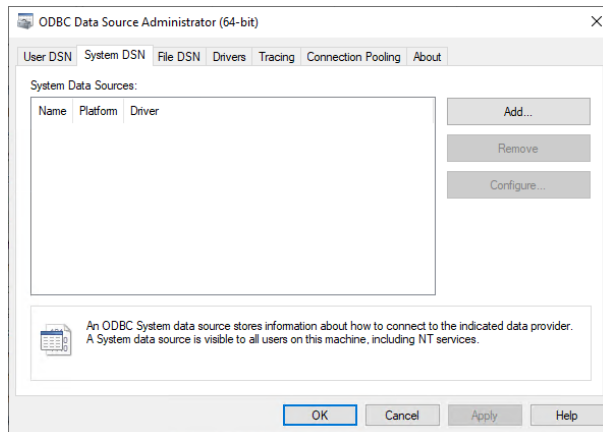 ODBC Data Source Administrator (64-bit)
User DSN System DSN File DSN Drivers Tracing Connection Pooling About
System Data Sources:
Name Platform Driver
Add...
Remove
Configure...
An ODBC System data source stores information about how to connect to the indicated data provider.
A System data source is visible to all users on this machine, including NT services.
OK Cancel Apply Help